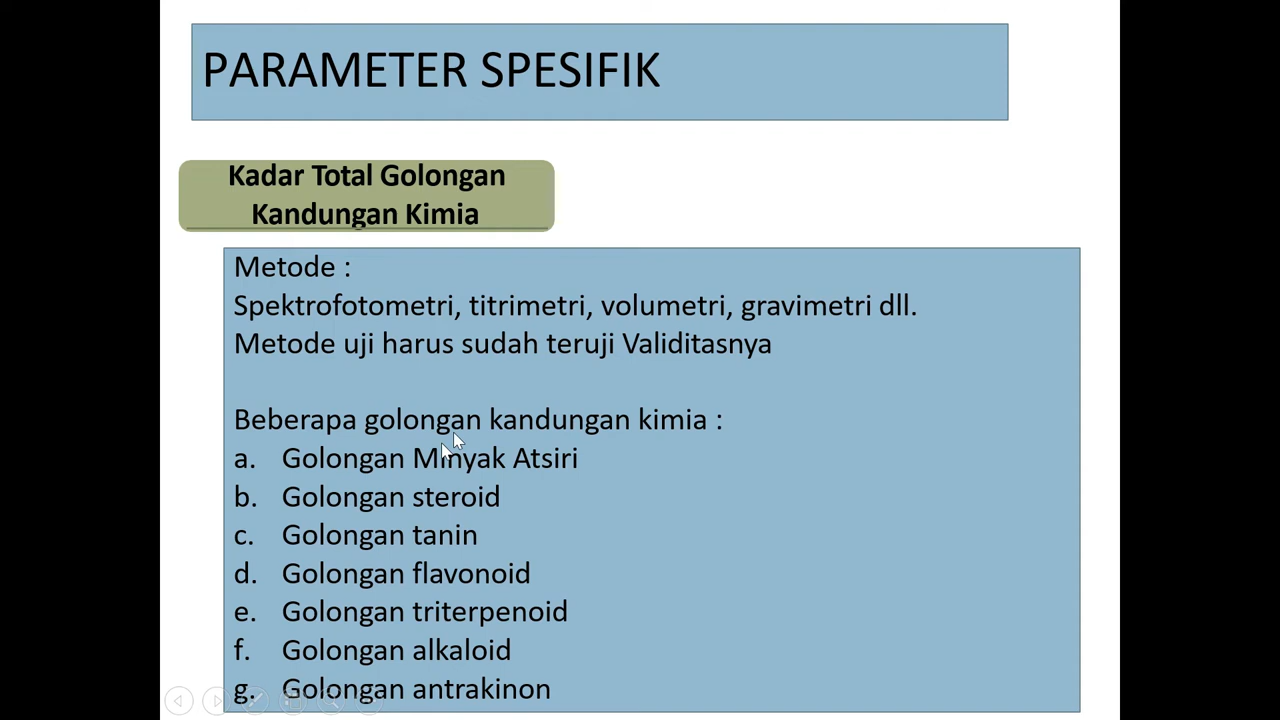 PARAMETER SPESIFIK
Kadar Total Golongan
Kandungan Kimia
Metode :
Spektrofotometri, titrimetri, volumetri, gravimetri dll.
Metode uji harus sudah teruji Validitasnya
Beberapa golongan kandungan kimia :
a. Golongan Minyak Atsiri
b. Golongan steroid
c. Golongan tanin
d. Golongan flavonoid
e. Golongan triterpenoid
f. Golongan alkaloid
g. Golongan antrakinon